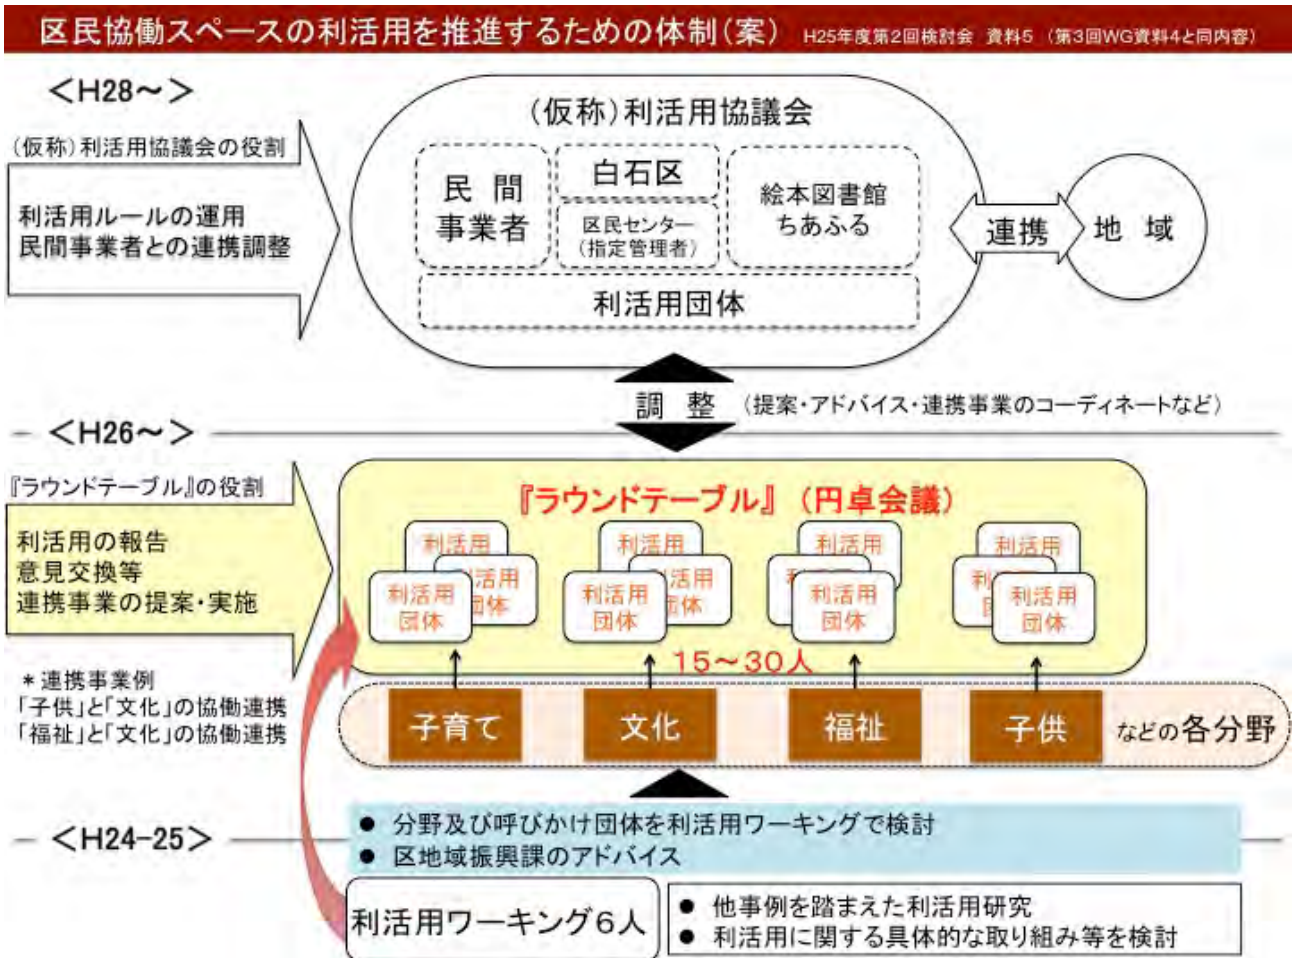 区民協働スペースの利活用を推進するための体制(案) H25年度第2回検討会 資料5 (第3回WG資料4と同内容)
<H28~>
(仮称)利活用協議会の役割
利活用ルールの運用
民間事業者との連携調整
(仮称)利活用協議会
民間
事業者
白石区
区民センター
(指定管理者)
絵本図書館
ちあふる
利活用団体
連携
地域
調整 (提案・アドバイス・連携事業のコーディネートなど)
<H26~>
『ラウンドテーブル』の役割
利活用の報告
意見交換等
連携事業の提案・実施
*連携事業例
「子供」と「文化」の協働連携
「福祉」と「文化」の協働連携
『ラウンドテーブル』(円卓会議)
利活用
活用
団体
利活用
団体
利活用
活用
団体
利活用
団体
利活用
利活用
団体
利活用
利活用
団体
15~30人
子育て
文化
福祉
子供
などの各分野
<H24-25>
● 分野及び呼びかけ団体を利活用ワーキングで検討
● 区地域振興課のアドバイス
利活用ワーキング6人
● 他事例を踏まえた利活用研究
● 利活用に関する具体的な取り組み等を検討